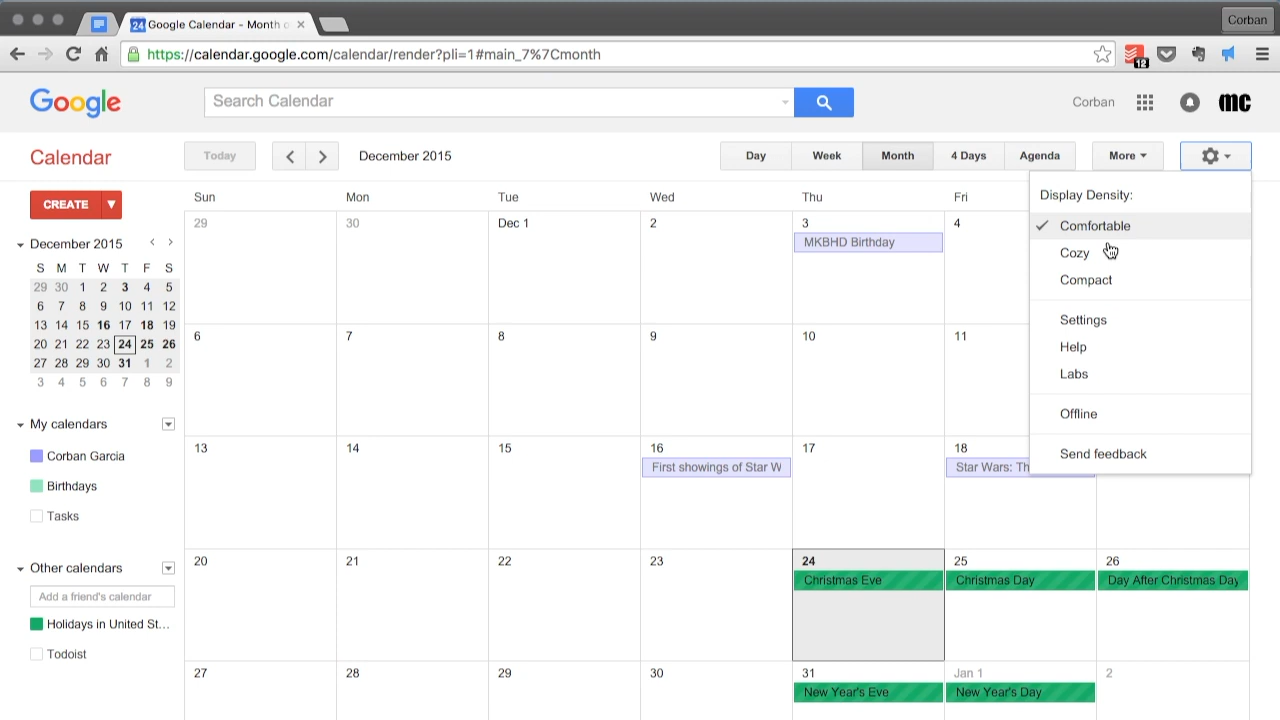 Corban
24 Google Calendar - Month o
https://calendar.google.com/calendar/render?pli=1#main_7%7Cmonth
12
Google
Search Calendar
Corban
mc
Calendar
Today
December 2015
Day
Week
Month
4 Days
Agenda
More
CREATE
December 2015
S M T W T F S
29 30 1 2 3 4 5
6 7 8 9 10 11 12
13 14 15 16 17 18 19
20 21 22 23 24 25 26
27 28 29 30 31 1 2
3 4 5 6 7 8 9
My calendars
Corban Garcia
Birthdays
Tasks
Other calendars
Add a friend's calendar
Holidays in United St...
Todoist
Sun Mon Tue Wed Thu Fri
29 30 Dec 1 2 3 4
MKBHD Birthday
6 7 8 9 10 11
13 14 15 16 17 18
First showings of Star W
Star Wars: Th
20 21 22 23 24 25 26
Christmas Eve
Christmas Day
Day After Christmas Day
27 28 29 30 31 Jan 1 2
New Year's Eve
New Year's Day
Display Density:
Comfortable
Cozy
Compact
Settings
Help
Labs
Offline
Send feedback